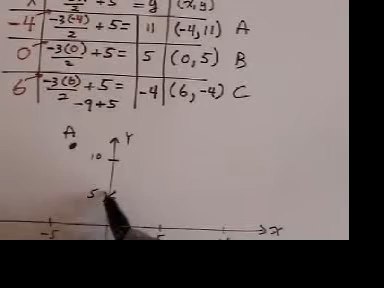 + 5 = y (x, y)
-4 -3(-4)/2 + 5 = 11 (-4, 11) A
0 -3(0)/2 + 5 = 5 (0, 5) B
6 -3(6)/2 + 5 = -4 (6, -4) C
-9+5
A
Y
10
5
-5 5 X